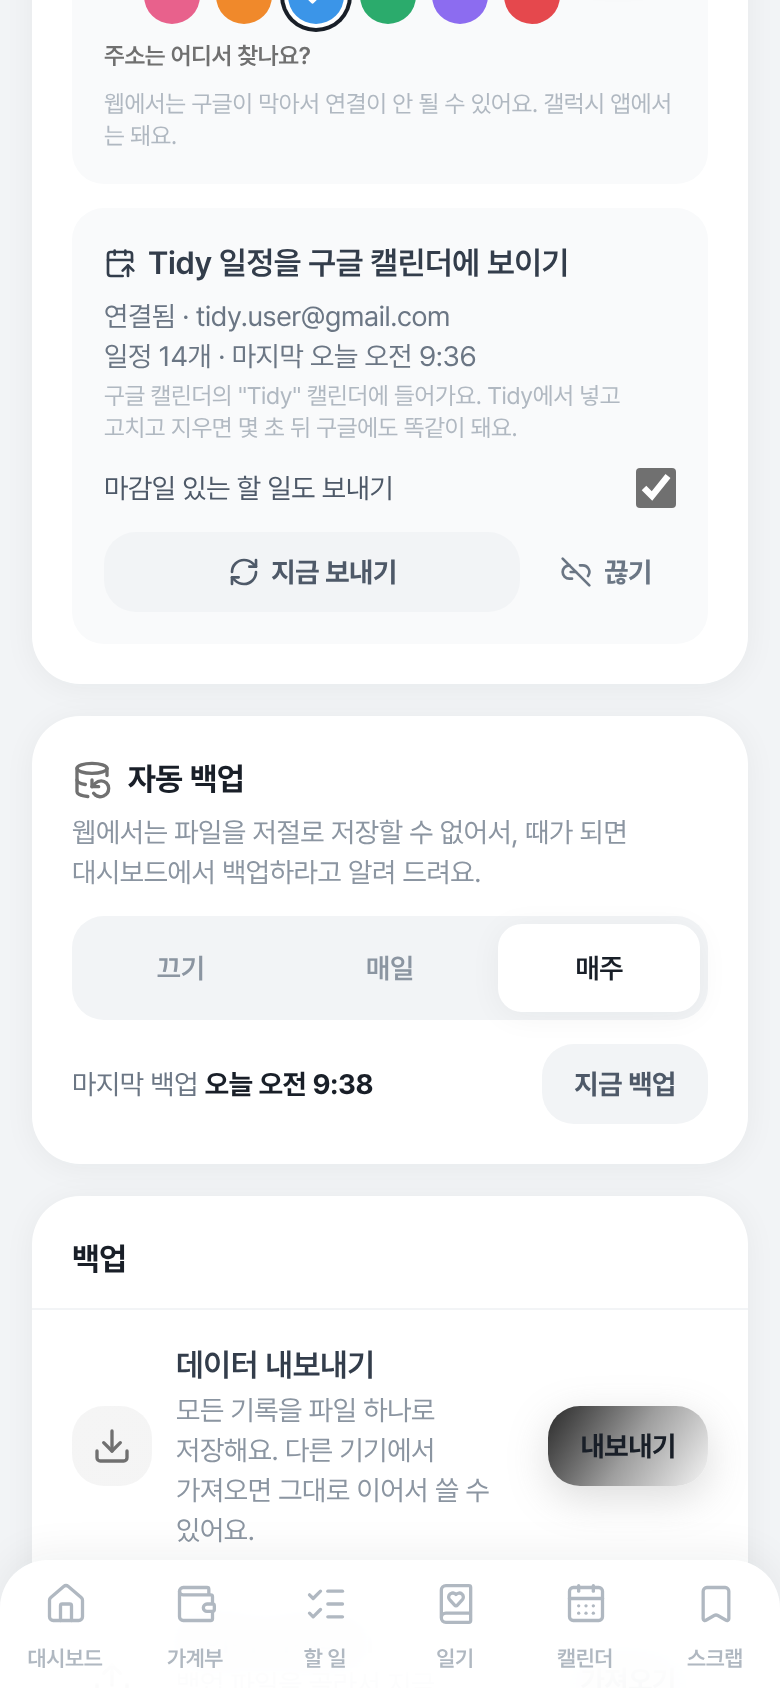 주소는 어디서 찾나요?
웹에서는 구글이 막아서 연결이 안 될 수 있어요. 갤럭시 앱에서
는 돼요.
Tidy 일정을 구글 캘린더에 보이기
연결됨 · tidy.user@gmail.com
일정 14개 · 마지막 오늘 오전 9:36
구글 캘린더의 "Tidy" 캘린더에 들어가요. Tidy에서 넣고
고치고 지우면 몇 초 뒤 구글에도 똑같이 돼요.
마감일 있는 할 일도 보내기
지금 보내기
끊기
자동 백업
웹에서는 파일을 저절로 저장할 수 없어서, 때가 되면
대시보드에서 백업하라고 알려 드려요.
끄기
매일
매주
마지막 백업 오늘 오전 9:38
지금 백업
백업
데이터 내보내기
모든 기록을 파일 하나로
저장해요. 다른 기기에서
가져오면 그대로 이어서 쓸 수
있어요.
내보내기
대시보드
가계부
할 일
일기
캘린더
스크랩